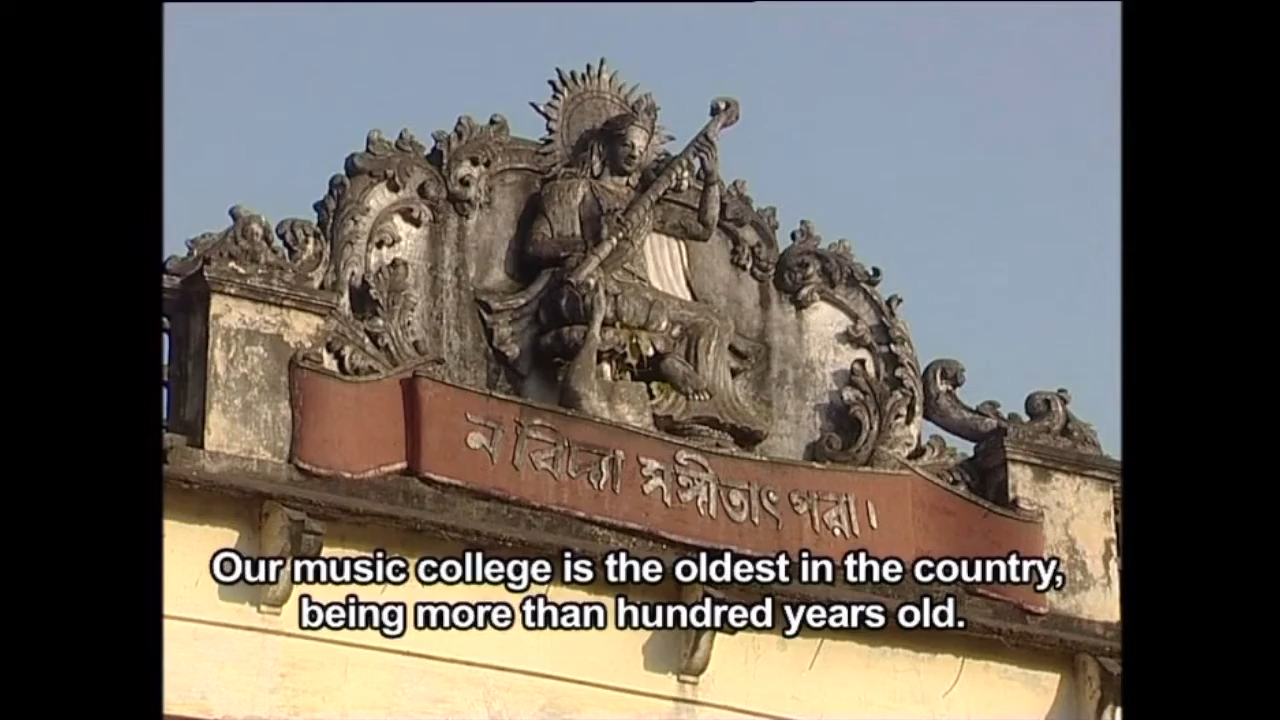 ন বিদ্যা সঙ্গীতাৎ পরা।
Our music college is the oldest in the country,
being more than hundred years old.